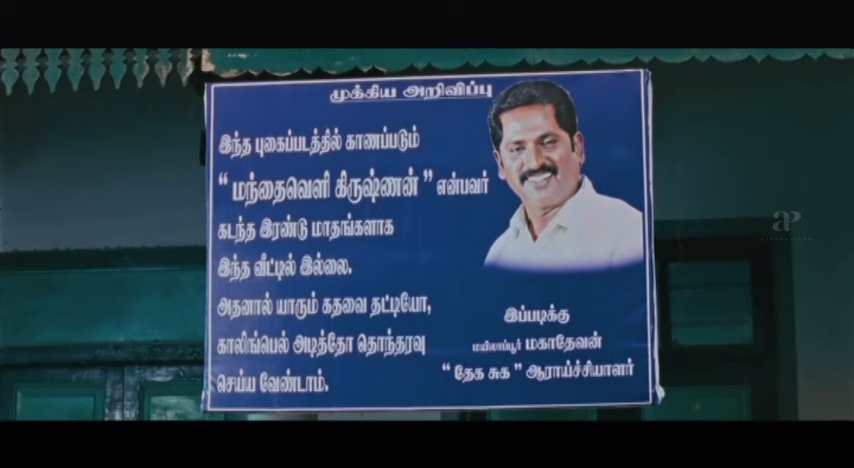 முக்கிய அறிவிப்பு
இந்த புகைப்படத்தில் காணப்படும்
“ மந்தைவெளி கிருஷ்ணன் ” என்பவர்
கடந்த இரண்டு மாதங்களாக
இந்த வீட்டில் இல்லை.
அதனால் யாரும் கதவை தட்டியோ,
காலிங்பெல் அடித்தோ தொந்தரவு
செய்ய வேண்டாம்.
இப்படிக்கு
மயிலாப்பூர் மகாதேவன்
“ தேக சுக ” ஆராய்ச்சியாளர்
ap